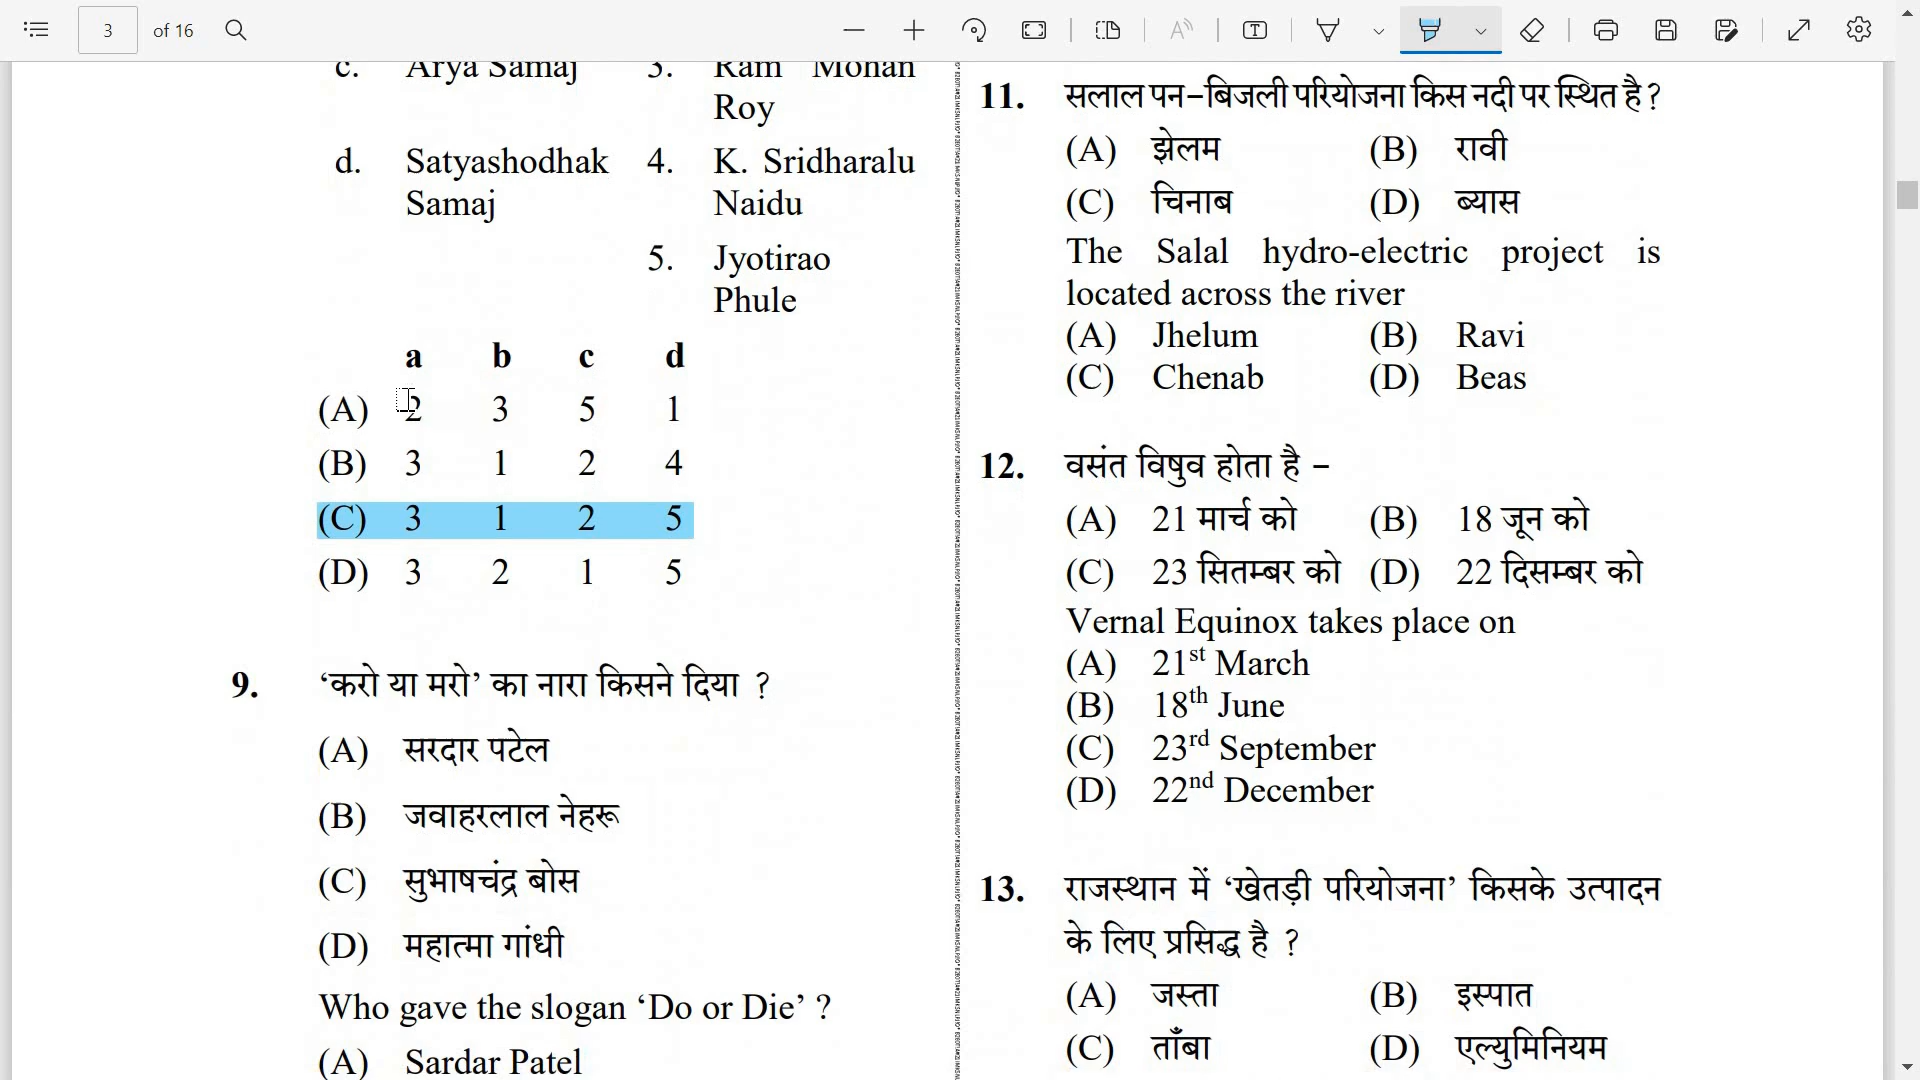 3 of 16
c. Arya Samaj 3. Ram Mohan
Roy
d. Satyashodhak 4. K. Sridharalu
Samaj Naidu
5. Jyotirao
Phule
a b c d
(A) 2 3 5 1
(B) 3 1 2 4
(C) 3 1 2 5
(D) 3 2 1 5
9. ‘करो या मरो’ का नारा किसने दिया ?
(A) सरदार पटेल
(B) जवाहरलाल नेहरू
(C) सुभाषचंद्र बोस
(D) महात्मा गांधी
Who gave the slogan ‘Do or Die’ ?
(A) Sardar Patel
11. सलाल पन-बिजली परियोजना किस नदी पर स्थित है ?
(A) झेलम (B) रावी
(C) चिनाब (D) ब्यास
The Salal hydro-electric project is
located across the river
(A) Jhelum (B) Ravi
(C) Chenab (D) Beas
12. वसंत विषुव होता है –
(A) 21 मार्च को (B) 18 जून को
(C) 23 सितम्बर को (D) 22 दिसम्बर को
Vernal Equinox takes place on
(A) 21st March
(B) 18th June
(C) 23rd September
(D) 22nd December
13. राजस्थान में ‘खेतड़ी परियोजना’ किसके उत्पादन
के लिए प्रसिद्ध है ?
(A) जस्ता (B) इस्पात
(C) ताँबा (D) एल्युमिनियम